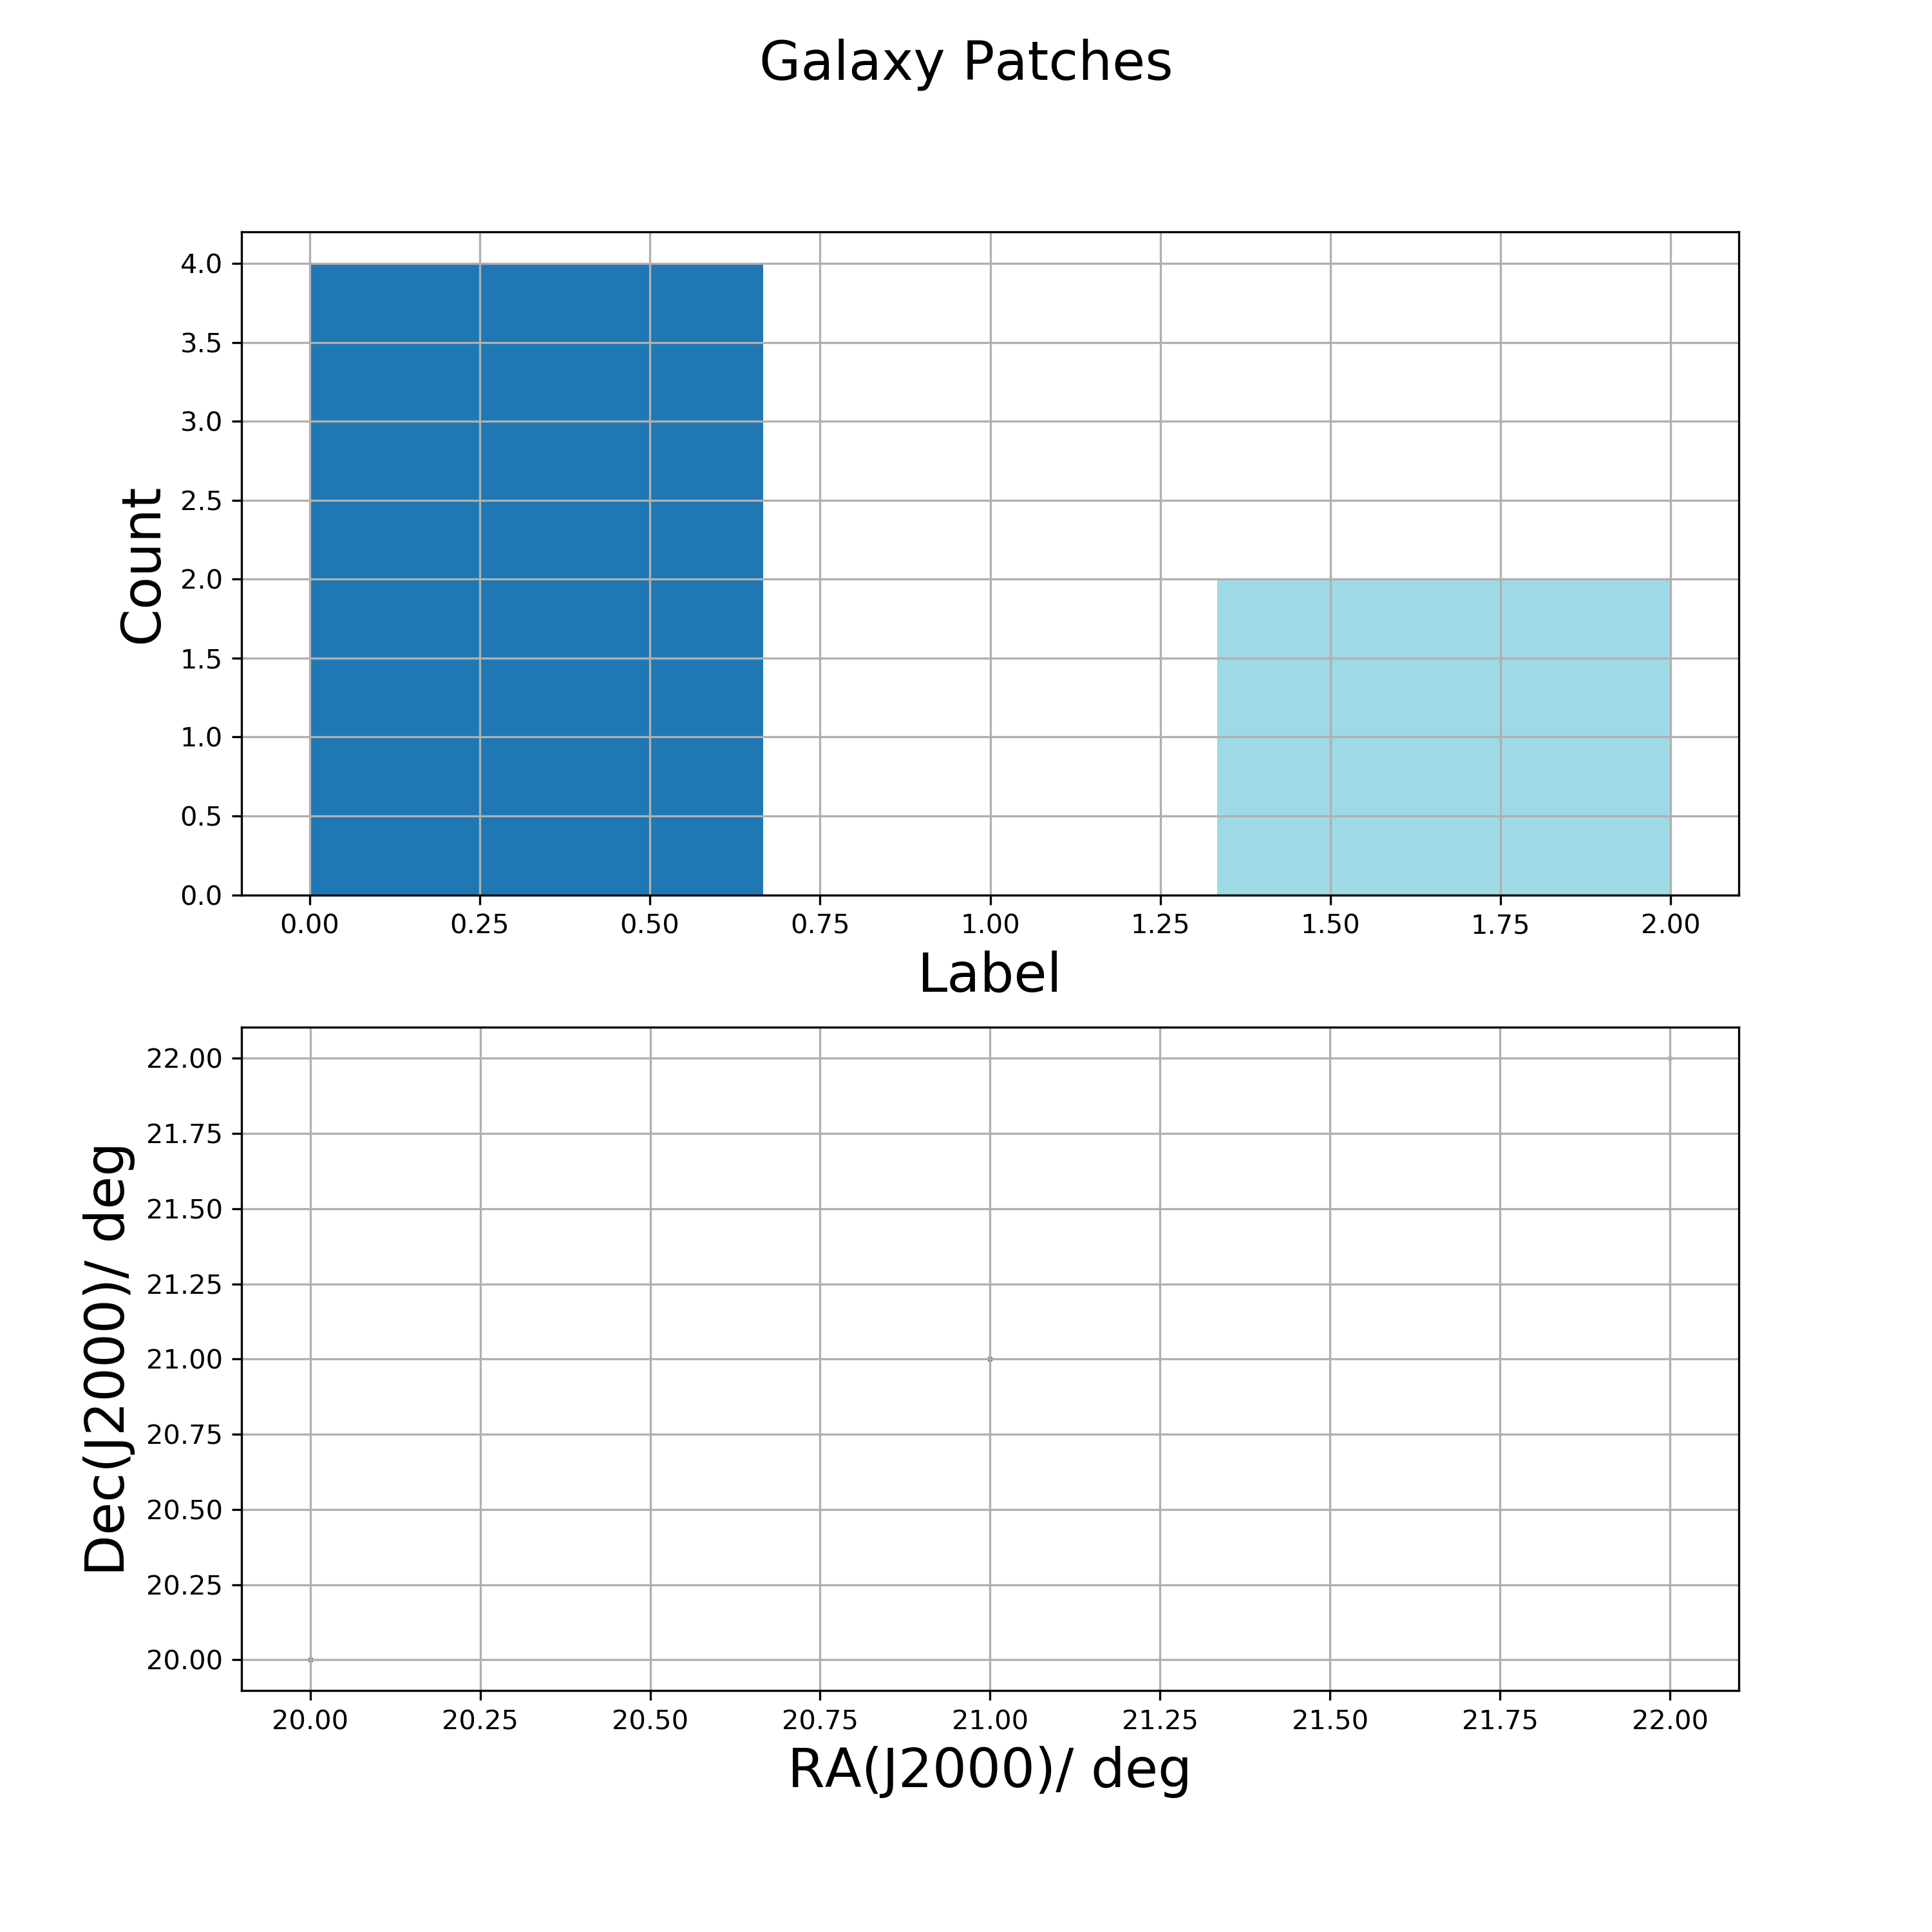 Galaxy Patches
4.0
3.5
3.0
2.5
2.0
1.5
1.0
0.5
0.0
Count
0.00 0.25 0.50 0.75 1.00 1.25 1.50 1.75 2.00
Label
22.00
21.75
21.50
21.25
21.00
20.75
20.50
20.25
20.00
Dec(J2000)/ deg
20.00 20.25 20.50 20.75 21.00 21.25 21.50 21.75 22.00
RA(J2000)/ deg